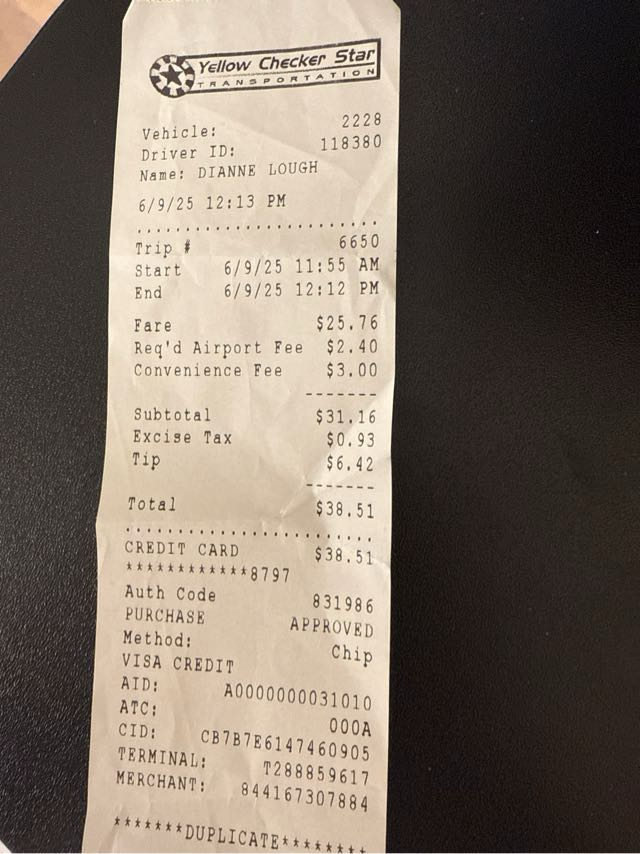 Yellow Checker Star
TRANSPORTATION
Vehicle: 2228
Driver ID: 118380
Name: DIANNE LOUGH
6/9/25 12:13 PM
Trip # 6650
Start 6/9/25 11:55 AM
End 6/9/25 12:12 PM
Fare $25.76
Req'd Airport Fee $2.40
Convenience Fee $3.00
-------
Subtotal $31.16
Excise Tax $0.93
Tip $6.42
-------
Total $38.51
CREDIT CARD $38.51
************8797
Auth Code 831986
PURCHASE APPROVED
Method: Chip
VISA CREDIT
AID: A0000000031010
ATC: 000A
CID: CB7B7E6147460905
TERMINAL: T288859617
MERCHANT: 844167307884
*******DUPLICATE********